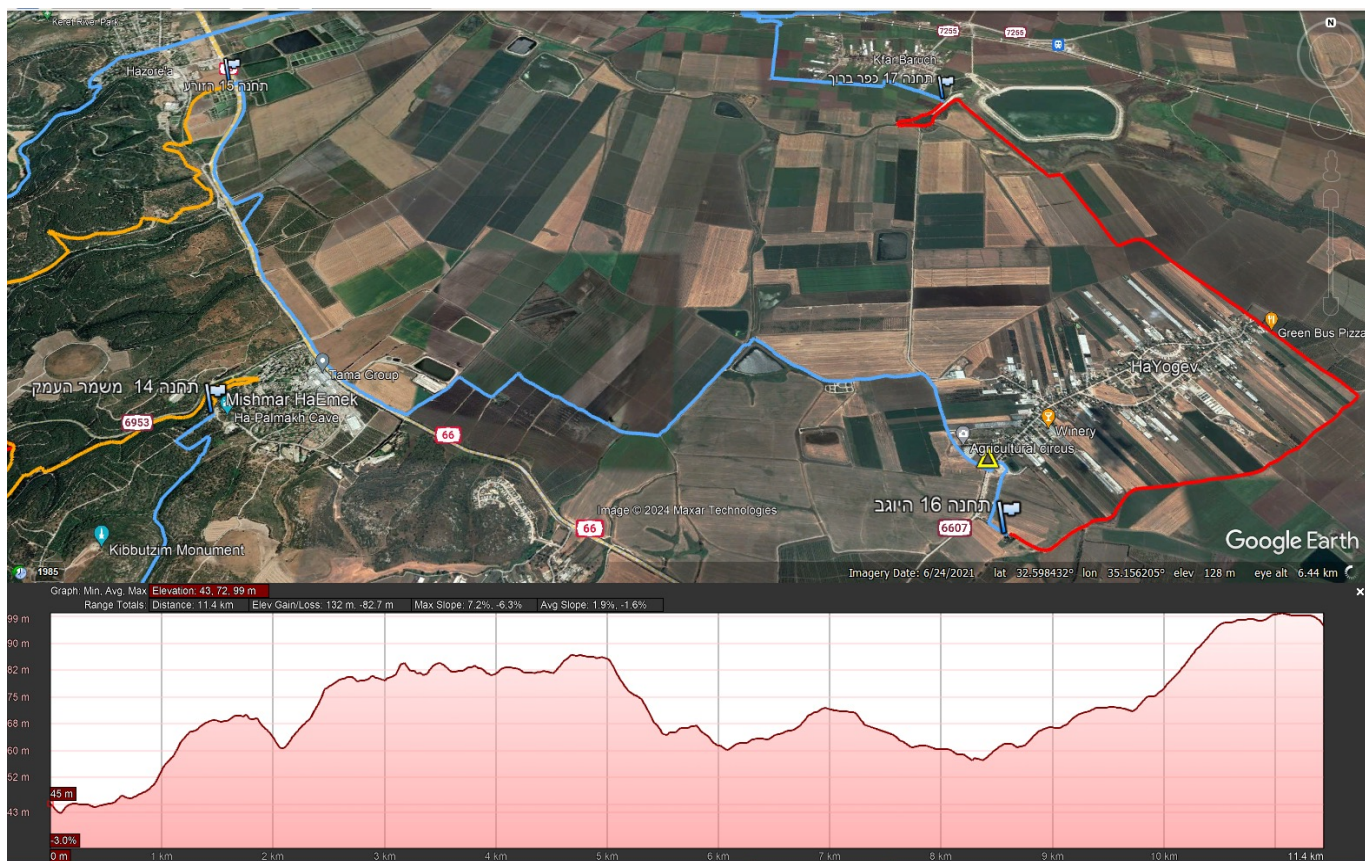 Keret River Park
Hazore'a
תחנה 15 הזורע
7255
7255
Kfar Baruch
תחנה 17 כפר ברוך
N
Green Bus Pizza
HaYogev
Winery
Agricultural circus
תחנה 16 היוגב
6607
Tama Group
תחנה 14 משמר העמק
Mishmar HaEmek
Ha-Palmakh Cave
6953
66
66
Kibbutzim Monument
Image © 2024 Maxar Technologies
Google Earth
1985
Imagery Date: 6/24/2021 lat 32.598432° lon 35.156205° elev 128 m eye alt 6.44 km
Graph: Min, Avg, Max Elevation: 43, 72, 99 m
Range Totals: Distance: 11.4 km Elev Gain/Loss: 132 m, -82.7 m Max Slope: 7.2%, -6.3% Avg Slope: 1.9%, -1.6%
99 m
90 m
82 m
75 m
68 m
60 m
52 m
45 m
43 m
-3.0%
0 m 1 km 2 km 3 km 4 km 5 km 6 km 7 km 8 km 9 km 10 km 11.4 km